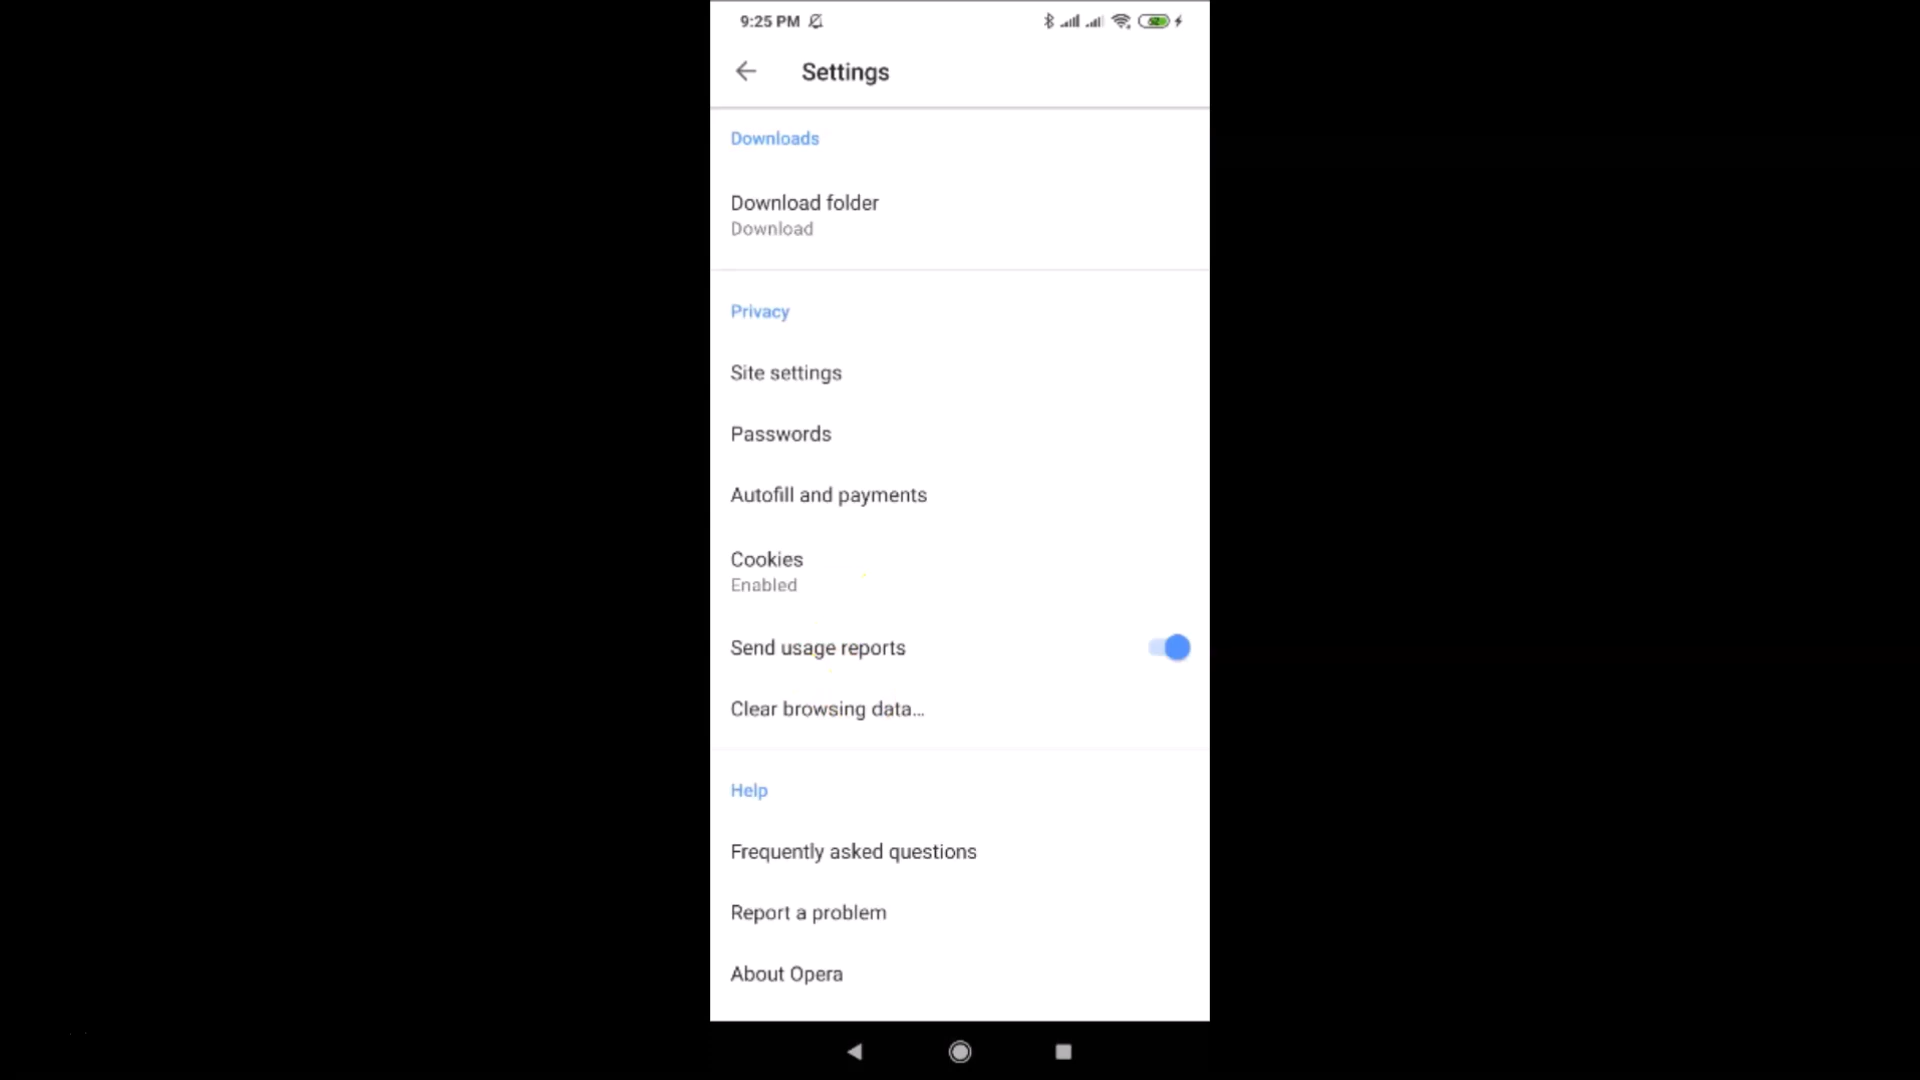 9:25 PM
Settings
Downloads
Download folder
Download
Privacy
Site settings
Passwords
Autofill and payments
Cookies
Enabled
Send usage reports
Clear browsing data...
Help
Frequently asked questions
Report a problem
About Opera